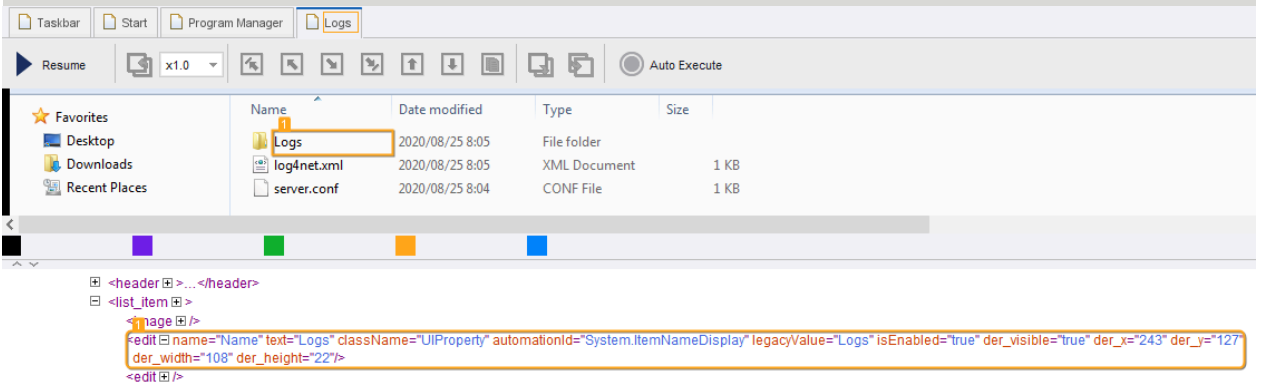 Taskbar Start Program Manager Logs
Resume x1.0 Auto Execute
Favorites
Desktop
Downloads
Recent Places
Name Date modified Type Size
1
Logs 2020/08/25 8:05 File folder
log4net.xml 2020/08/25 8:05 XML Document 1 KB
server.conf 2020/08/25 8:04 CONF File 1 KB
<header>...</header>
<list_item>
1
<image/>
<edit name="Name" text="Logs" className="UIProperty" automationId="System.ItemNameDisplay" legacyValue="Logs" isEnabled="true" der_visible="true" der_x="243" der_y="127"
der_width="108" der_height="22"/>
<edit/>